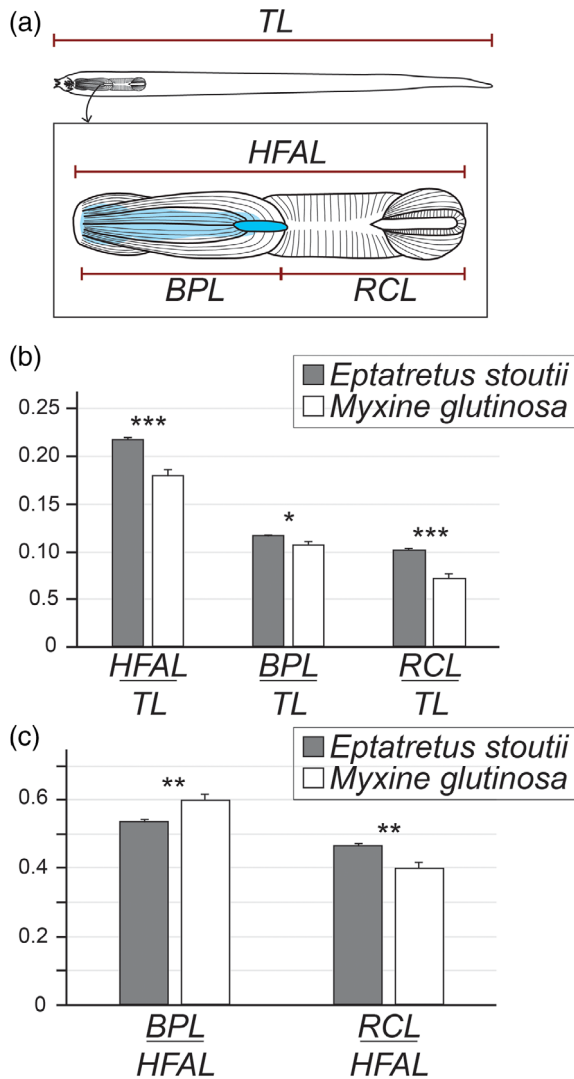 (a)
TL
HFAL
BPL RCL
(b)
Eptatretus stoutii
Myxine glutinosa
0.25
0.20
0.15
0.10
0.5
0
***
*
***
HFAL BPL RCL
TL TL TL
(c)
Eptatretus stoutii
Myxine glutinosa
0.6
0.4
0.2
0
**
**
BPL RCL
HFAL HFAL